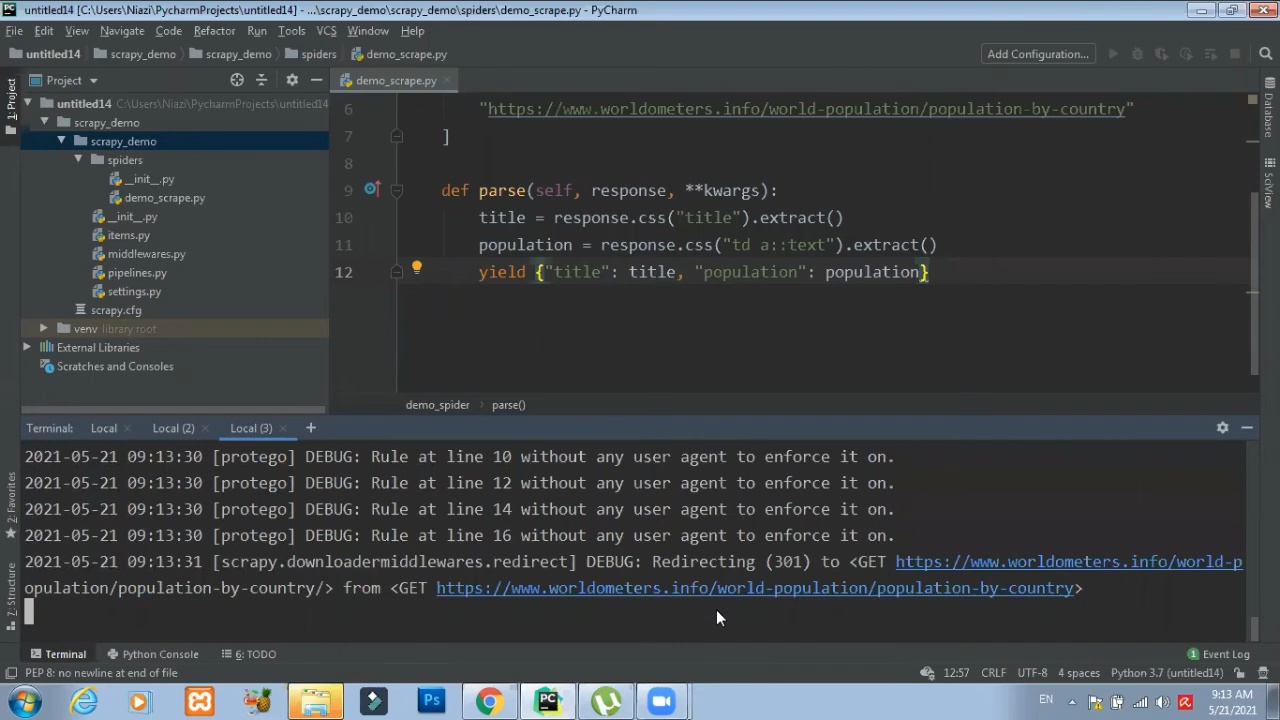 untitled14 [C:\Users\Niazi\PycharmProjects\untitled14] - ...\scrapy_demo\scrapy_demo\spiders\demo_scrape.py - PyCharm
File Edit View Navigate Code Refactor Run Tools VCS Window Help
untitled14 scrapy_demo scrapy_demo spiders demo_scrape.py Add Configuration...
Project demo_scrape.py
1: Project
untitled14 C:\Users\Niazi\PycharmProjects\untitled14
scrapy_demo
scrapy_demo
spiders
__init__.py
demo_scrape.py
__init__.py
items.py
middlewares.py
pipelines.py
settings.py
scrapy.cfg
venv library root
External Libraries
Scratches and Consoles
6 "https://www.worldometers.info/world-population/population-by-country"
7 ]
8
9 def parse(self, response, **kwargs):
10 title = response.css("title").extract()
11 population = response.css("td a::text").extract()
12 yield {"title": title, "population": population}
demo_spider parse()
Database
SciView
Terminal: Local Local (2) Local (3) +
2021-05-21 09:13:30 [protego] DEBUG: Rule at line 10 without any user agent to enforce it on.
2021-05-21 09:13:30 [protego] DEBUG: Rule at line 12 without any user agent to enforce it on.
2021-05-21 09:13:30 [protego] DEBUG: Rule at line 14 without any user agent to enforce it on.
2021-05-21 09:13:30 [protego] DEBUG: Rule at line 16 without any user agent to enforce it on.
2021-05-21 09:13:31 [scrapy.downloadermiddlewares.redirect] DEBUG: Redirecting (301) to <GET https://www.worldometers.info/world-p
opulation/population-by-country/> from <GET https://www.worldometers.info/world-population/population-by-country>
2: Favorites
7: Structure
Terminal Python Console 6: TODO 1 Event Log
PEP 8: no newline at end of file 12:57 CRLF UTF-8 4 spaces Python 3.7 (untitled14)
Ps PC EN 9:13 AM
5/21/2021